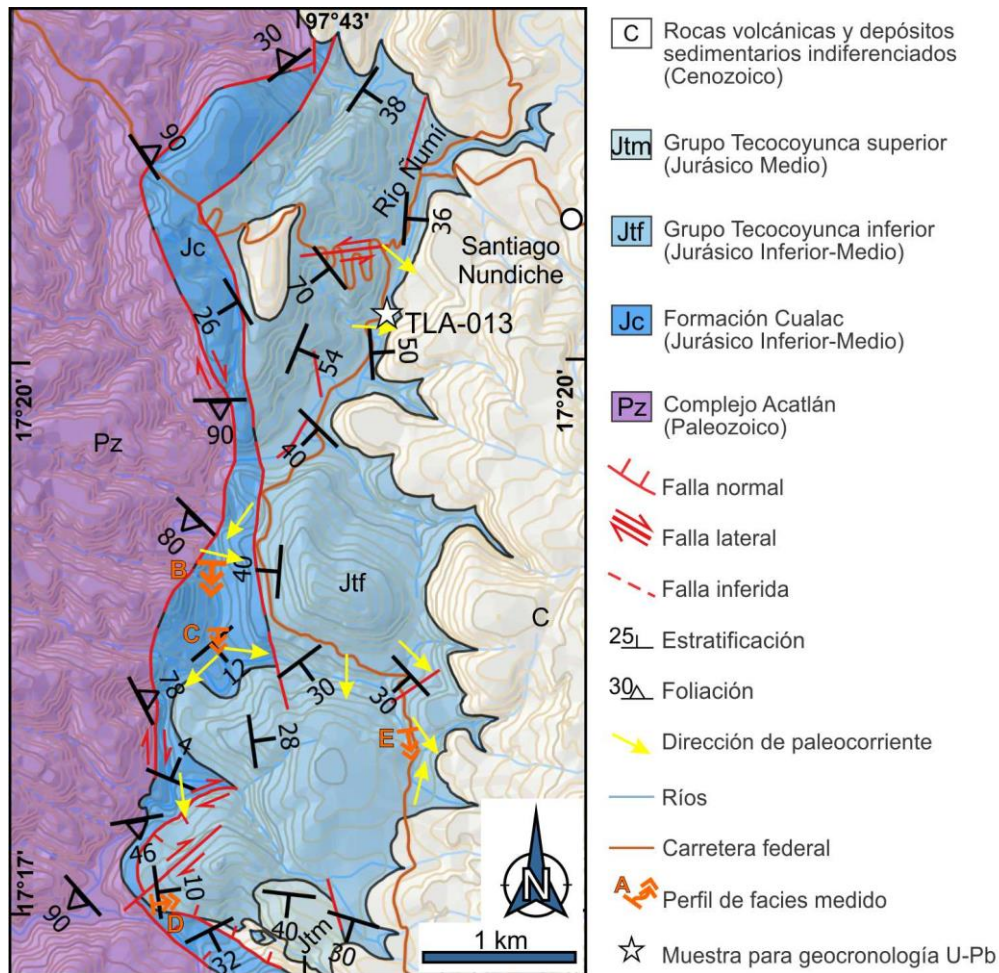 97°43'
30
38
90
Río Ñumí
36
Jc
Santiago
Nundiche
70
26
TLA-013
50
54
17°20'
17°20'
90
Pz
40
80
40
B
Jtf
C
C
12
30
30
78
E
28
4
46
10
17°17'
90
D
40
Jtm
30
32
N
1 km
C
Rocas volcánicas y depósitos
sedimentarios indiferenciados
(Cenozoico)
Jtm
Grupo Tecocoyunca superior
(Jurásico Medio)
Jtf
Grupo Tecocoyunca inferior
(Jurásico Inferior-Medio)
Jc
Formación Cualac
(Jurásico Inferior-Medio)
Pz
Complejo Acatlán
(Paleozoico)
Falla normal
Falla lateral
Falla inferida
25 Estratificación
30 Foliación
Dirección de paleocorriente
Ríos
Carretera federal
A
Perfil de facies medido
Muestra para geocronología U-Pb